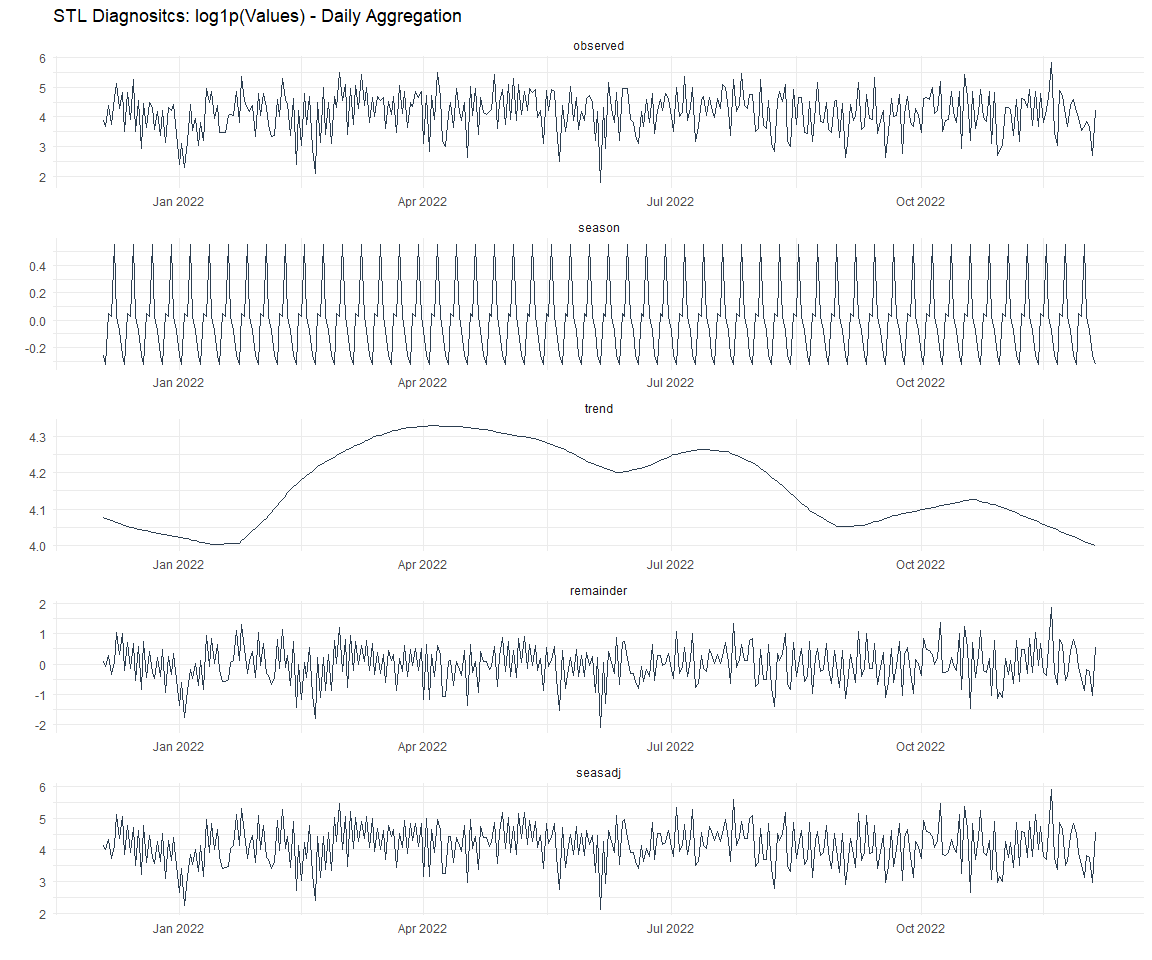 STL Diagnositcs: log1p(Values) - Daily Aggregation
observed
6
5
4
3
2
Jan 2022 Apr 2022 Jul 2022 Oct 2022
season
0.4
0.2
0.0
-0.2
Jan 2022 Apr 2022 Jul 2022 Oct 2022
trend
4.3
4.2
4.1
4.0
Jan 2022 Apr 2022 Jul 2022 Oct 2022
remainder
2
1
0
-1
-2
Jan 2022 Apr 2022 Jul 2022 Oct 2022
seasadj
6
5
4
3
2
Jan 2022 Apr 2022 Jul 2022 Oct 2022